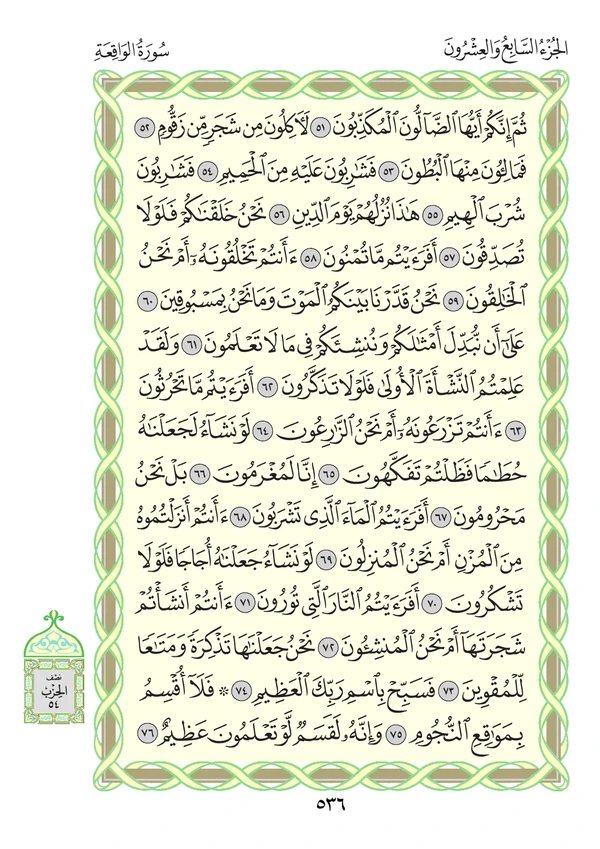 الجُزْءُ السَّابِعُ وَالعِشْرُونَ
سُورَةُ الوَاقِعَةِ
ثُمَّ إِنَّكُمْ أَيُّهَا ٱلضَّآلُّونَ ٱلْمُكَذِّبُونَ ٥١ لَأٓكِلُونَ مِن شَجَرٍ مِّن زَقُّومٍ ٥٢
فَمَالِـُٔونَ مِنْهَا ٱلْبُطُونَ ٥٣ فَشَٰرِبُونَ عَلَيْهِ مِنَ ٱلْحَمِيمِ ٥٤ فَشَٰرِبُونَ
شُرْبَ ٱلْهِيمِ ٥٥ هَٰذَا نُزُلُهُمْ يَوْمَ ٱلدِّينِ ٥٦ نَحْنُ خَلَقْنَٰكُمْ فَلَوْلَا
تُصَدِّقُونَ ٥٧ أَفَرَءَيْتُم مَّا تُمْنُونَ ٥٨ ءَأَنتُمْ تَخْلُقُونَهُۥٓ أَمْ نَحْنُ
ٱلْخَٰلِقُونَ ٥٩ نَحْنُ قَدَّرْنَا بَيْنَكُمُ ٱلْمَوْتَ وَمَا نَحْنُ بِمَسْبُوقِينَ ٦٠
عَلَىٰٓ أَن نُّبَدِّلَ أَمْثَٰلَكُمْ وَنُنشِئَكُمْ فِي مَا لَا تَعْلَمُونَ ٦١ وَلَقَدْ
عَلِمْتُمُ ٱلنَّشْأَةَ ٱلْأُولَىٰ فَلَوْلَا تَذَكَّرُونَ ٦٢ أَفَرَءَيْتُم مَّا تَحْرُثُونَ
٦٣ ءَأَنتُمْ تَزْرَعُونَهُۥٓ أَمْ نَحْنُ ٱلزَّٰرِعُونَ ٦٤ لَوْ نَشَآءُ لَجَعَلْنَٰهُ
حُطَٰمًا فَظَلْتُمْ تَفَكَّهُونَ ٦٥ إِنَّا لَمُغْرَمُونَ ٦٦ بَلْ نَحْنُ
مَحْرُومُونَ ٦٧ أَفَرَءَيْتُمُ ٱلْمَآءَ ٱلَّذِي تَشْرَبُونَ ٦٨ ءَأَنتُمْ أَنزَلْتُمُوهُ
مِنَ ٱلْمُزْنِ أَمْ نَحْنُ ٱلْمُنزِلُونَ ٦٩ لَوْ نَشَآءُ جَعَلْنَٰهُ أُجَاجًا فَلَوْلَا
تَشْكُرُونَ ٧٠ أَفَرَءَيْتُمُ ٱلنَّارَ ٱلَّتِي تُورُونَ ٧١ ءَأَنتُمْ أَنشَأْتُمْ
شَجَرَتَهَآ أَمْ نَحْنُ ٱلْمُنشِـُٔونَ ٧٢ نَحْنُ جَعَلْنَٰهَا تَذْكِرَةً وَمَتَٰعًا
لِّلْمُقْوِينَ ٧٣ فَسَبِّحْ بِٱسْمِ رَبِّكَ ٱلْعَظِيمِ ٧٤ ۞ فَلَآ أُقْسِمُ
بِمَوَٰقِعِ ٱلنُّجُومِ ٧٥ وَإِنَّهُۥ لَقَسَمٌ لَّوْ تَعْلَمُونَ عَظِيمٌ ٧٦
نصف
الحِزْب
٥٤
٥٣٦